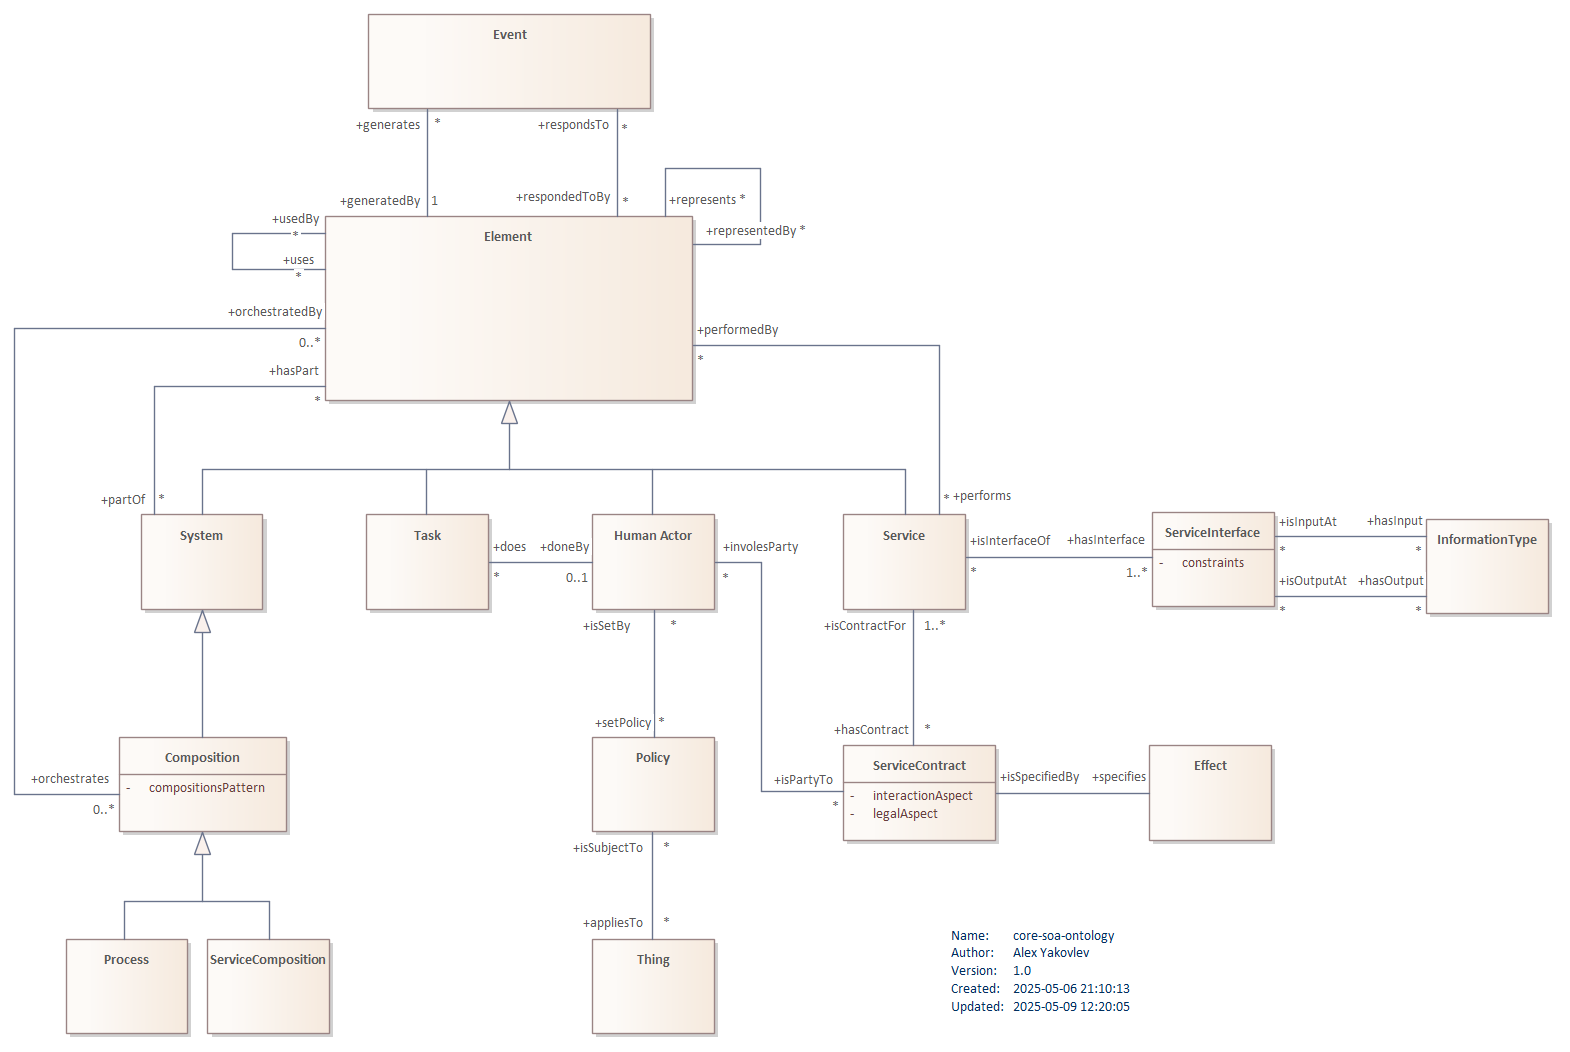 Event
+generates *
+respondsTo *
+generatedBy 1
+respondedToBy *
+represents *
+representedBy *
+usedBy
*
+uses
*
Element
+orchestratedBy
0..*
+performedBy
*
+hasPart
*
+partOf *
* +performs
System
Task
Human Actor
Service
ServiceInterface
- constraints
InformationType
+does
*
+doneBy
0..1
+involesParty
*
+isInterfaceOf
*
+hasInterface
1..*
+isInputAt
*
+hasInput
*
+isOutputAt
*
+hasOutput
*
+isSetBy *
+isContractFor 1..*
+setPolicy *
+hasContract *
Composition
- compositionsPattern
Policy
ServiceContract
- interactionAspect
- legalAspect
Effect
+orchestrates
0..*
+isPartyTo
*
+isSpecifiedBy +specifies
+isSubjectTo *
+appliesTo *
Process
ServiceComposition
Thing
Name: core-soa-ontology
Author: Alex Yakovlev
Version: 1.0
Created: 2025-05-06 21:10:13
Updated: 2025-05-09 12:20:05